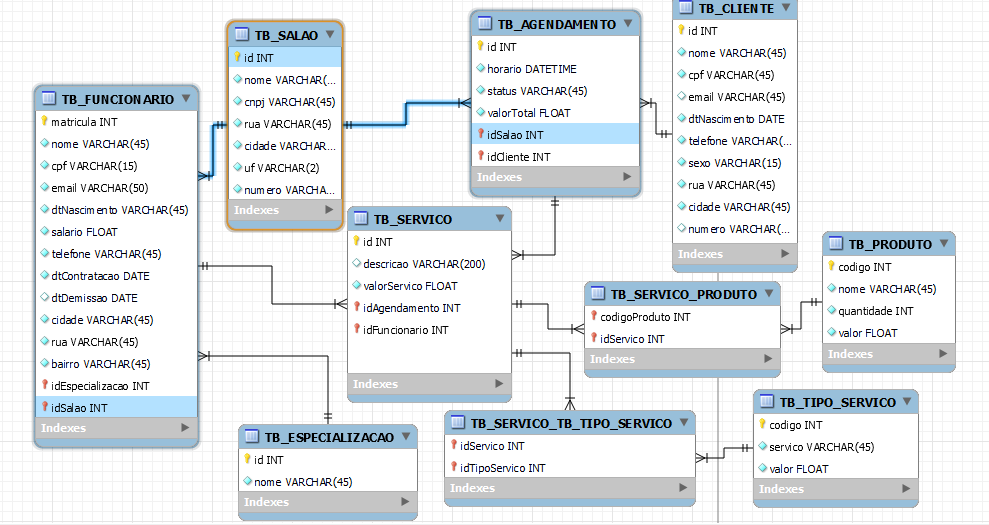 TB_FUNCIONARIO
matricula INT
nome VARCHAR(45)
cpf VARCHAR(15)
email VARCHAR(50)
dtNascimento VARCHAR(45)
salario FLOAT
telefone VARCHAR(45)
dtContratacao DATE
dtDemissao DATE
cidade VARCHAR(45)
rua VARCHAR(45)
bairro VARCHAR(45)
idEspecializacao INT
idSalao INT
Indexes
TB_SALAO
id INT
nome VARCHAR(...
cnpj VARCHAR(45)
rua VARCHAR(45)
cidade VARCHAR...
uf VARCHAR(2)
numero VARCHA...
Indexes
TB_AGENDAMENTO
id INT
horario DATETIME
status VARCHAR(45)
valorTotal FLOAT
idSalao INT
idCliente INT
Indexes
TB_CLIENTE
id INT
nome VARCHAR(45)
cpf VARCHAR(45)
email VARCHAR(45)
dtNascimento DATE
telefone VARCHAR(...
sexo VARCHAR(15)
rua VARCHAR(45)
cidade VARCHAR(45)
numero VARCHAR(...
Indexes
TB_SERVICO
id INT
descricao VARCHAR(200)
valorServico FLOAT
idAgendamento INT
idFuncionario INT
Indexes
TB_SERVICO_PRODUTO
codigoProduto INT
idServico INT
Indexes
TB_PRODUTO
codigo INT
nome VARCHAR(45)
quantidade INT
valor FLOAT
Indexes
TB_ESPECIALIZACAO
id INT
nome VARCHAR(45)
Indexes
TB_SERVICO_TB_TIPO_SERVICO
idServico INT
idTipoServico INT
Indexes
TB_TIPO_SERVICO
codigo INT
servico VARCHAR(45)
valor FLOAT
Indexes